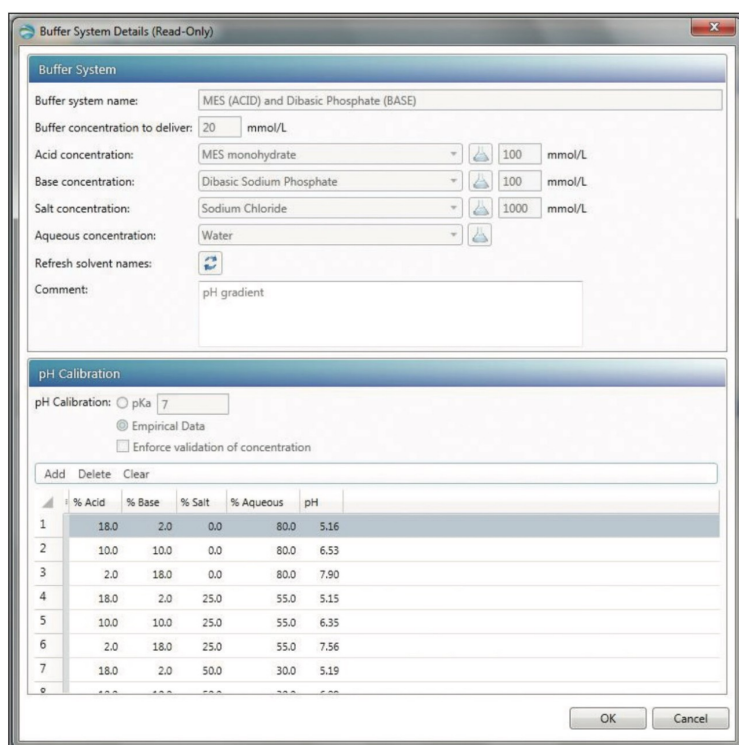 Buffer System Details (Read-Only)
Buffer System
Buffer system name: MES (ACID) and Dibasic Phosphate (BASE)
Buffer concentration to deliver: 20 mmol/L
Acid concentration: MES monohydrate 100 mmol/L
Base concentration: Dibasic Sodium Phosphate 100 mmol/L
Salt concentration: Sodium Chloride 1000 mmol/L
Aqueous concentration: Water
Refresh solvent names:
Comment: pH gradient
pH Calibration
pH Calibration: pKa 7
Empirical Data
Enforce validation of concentration
Add Delete Clear
% Acid % Base % Salt % Aqueous pH
1 18.0 2.0 0.0 80.0 5.16
2 10.0 10.0 0.0 80.0 6.53
3 2.0 18.0 0.0 80.0 7.90
4 18.0 2.0 25.0 55.0 5.15
5 10.0 10.0 25.0 55.0 6.35
6 2.0 18.0 25.0 55.0 7.56
7 18.0 2.0 50.0 30.0 5.19
OK Cancel